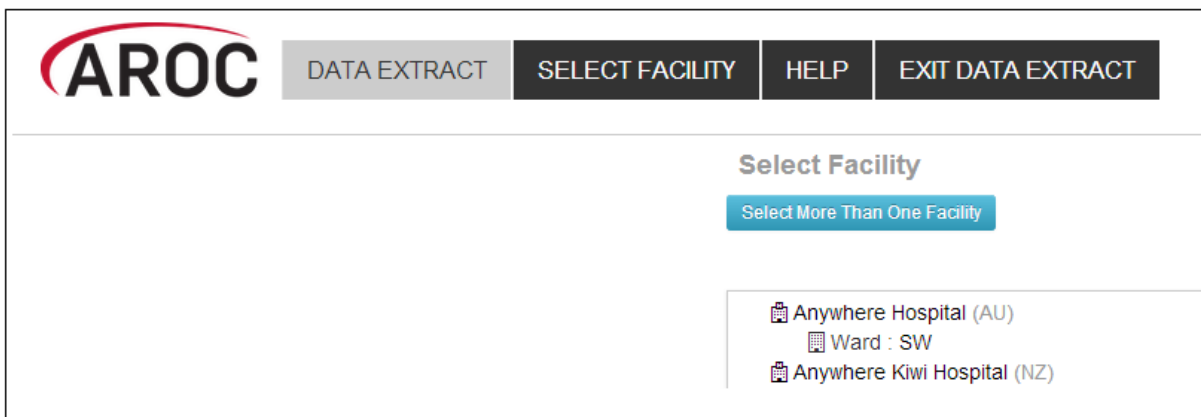 AROC DATA EXTRACT SELECT FACILITY HELP EXIT DATA EXTRACT
Select Facility
Select More Than One Facility
Anywhere Hospital (AU)
Ward : SW
Anywhere Kiwi Hospital (NZ)